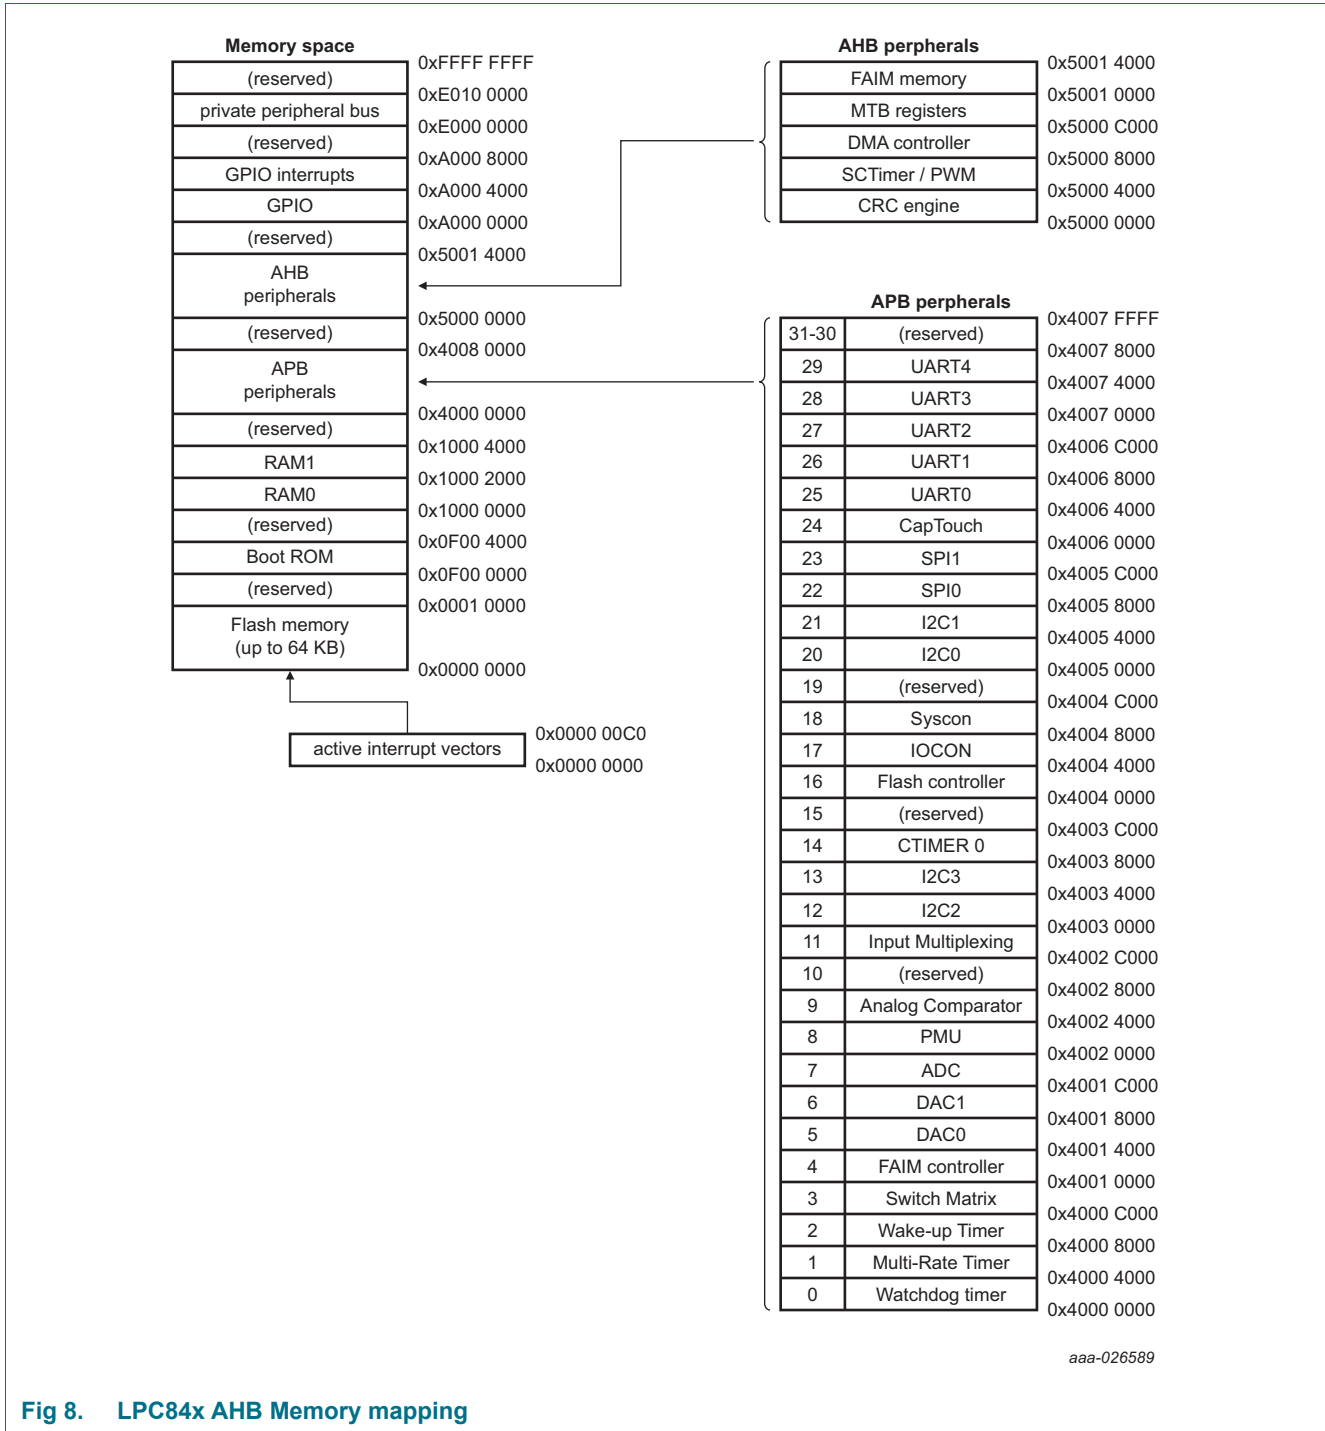 Memory space
0xFFFF FFFF
(reserved)
0xE010 0000
private peripheral bus
0xE000 0000
(reserved)
0xA000 8000
GPIO interrupts
0xA000 4000
GPIO
0xA000 0000
(reserved)
0x5001 4000
AHB
peripherals
0x5000 0000
(reserved)
0x4008 0000
APB
peripherals
0x4000 0000
(reserved)
0x1000 4000
RAM1
0x1000 2000
RAM0
0x1000 0000
(reserved)
0x0F00 4000
Boot ROM
0x0F00 0000
(reserved)
0x0001 0000
Flash memory
(up to 64 KB)
0x0000 0000
0x0000 00C0
active interrupt vectors
0x0000 0000
AHB perpherals
0x5001 4000
FAIM memory
0x5001 0000
MTB registers
0x5000 C000
DMA controller
0x5000 8000
SCTimer / PWM
0x5000 4000
CRC engine
0x5000 0000
APB perpherals
0x4007 FFFF
31-30 (reserved)
0x4007 8000
29 UART4
0x4007 4000
28 UART3
0x4007 0000
27 UART2
0x4006 C000
26 UART1
0x4006 8000
25 UART0
0x4006 4000
24 CapTouch
0x4006 0000
23 SPI1
0x4005 C000
22 SPI0
0x4005 8000
21 I2C1
0x4005 4000
20 I2C0
0x4005 0000
19 (reserved)
0x4004 C000
18 Syscon
0x4004 8000
17 IOCON
0x4004 4000
16 Flash controller
0x4004 0000
15 (reserved)
0x4003 C000
14 CTIMER 0
0x4003 8000
13 I2C3
0x4003 4000
12 I2C2
0x4003 0000
11 Input Multiplexing
0x4002 C000
10 (reserved)
0x4002 8000
9 Analog Comparator
0x4002 4000
8 PMU
0x4002 0000
7 ADC
0x4001 C000
6 DAC1
0x4001 8000
5 DAC0
0x4001 4000
4 FAIM controller
0x4001 0000
3 Switch Matrix
0x4000 C000
2 Wake-up Timer
0x4000 8000
1 Multi-Rate Timer
0x4000 4000
0 Watchdog timer
0x4000 0000
aaa-026589
Fig 8. LPC84x AHB Memory mapping